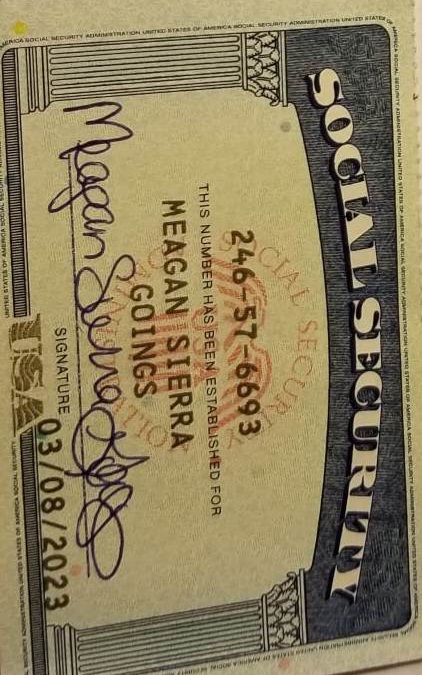 SOCIAL SECURITY
246-57-6693
THIS NUMBER HAS BEEN ESTABLISHED FOR
MEAGAN SIERRA
GOINGS
Meagan Sierra
SIGNATURE
USA
03/08/2023